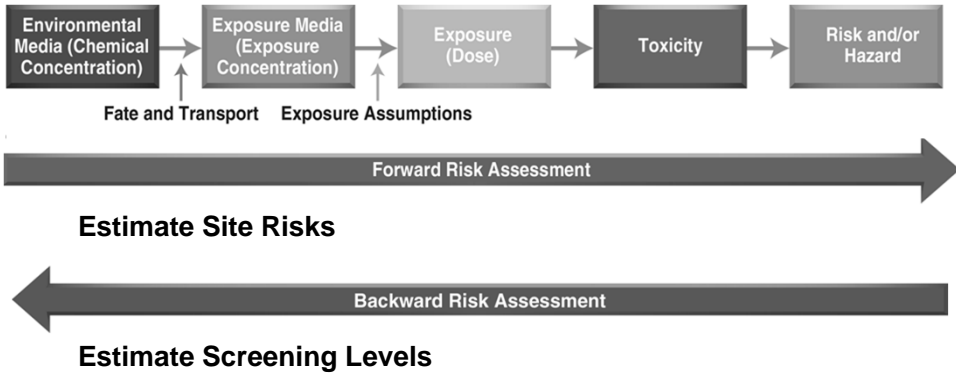 Environmental
Media (Chemical
Concentration)
Exposure Media
(Exposure
Concentration)
Exposure
(Dose)
Toxicity
Risk and/or
Hazard
Fate and Transport
Exposure Assumptions
Forward Risk Assessment
Estimate Site Risks
Backward Risk Assessment
Estimate Screening Levels